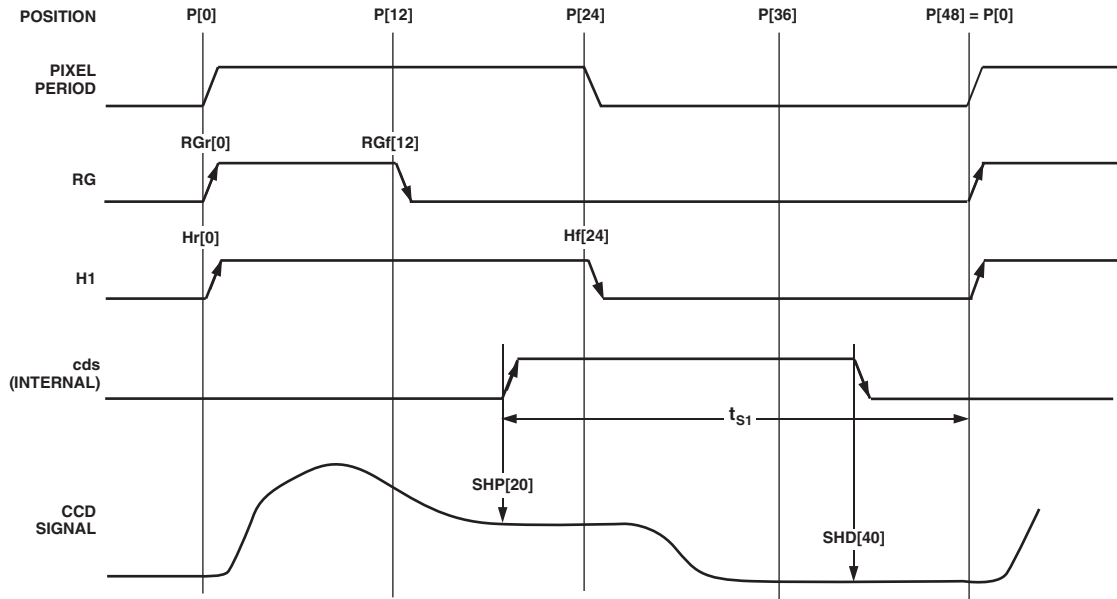 POSITION P[0] P[12] P[24] P[36] P[48] = P[0]
PIXEL
PERIOD
RGr[0] RGf[12]
RG
Hr[0] Hf[24]
H1
cds
(INTERNAL)
tS1
SHP[20]
CCD
SIGNAL
SHD[40]